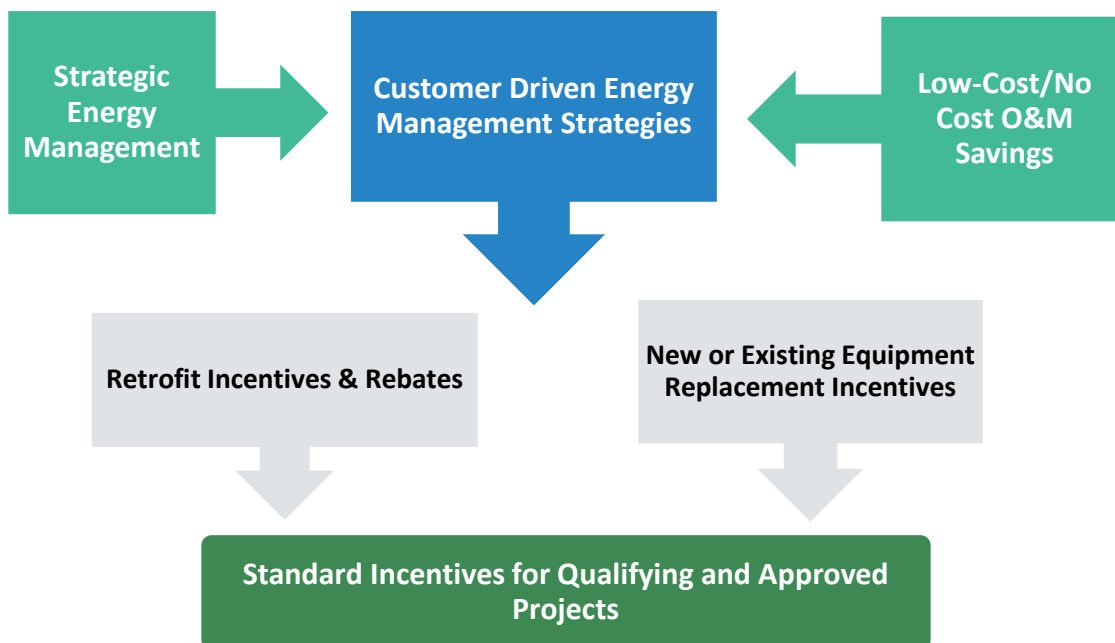 Strategic
Energy
Management
Customer Driven Energy
Management Strategies
Low-Cost/No
Cost O&M
Savings
Retrofit Incentives & Rebates
New or Existing Equipment
Replacement Incentives
Standard Incentives for Qualifying and Approved
Projects